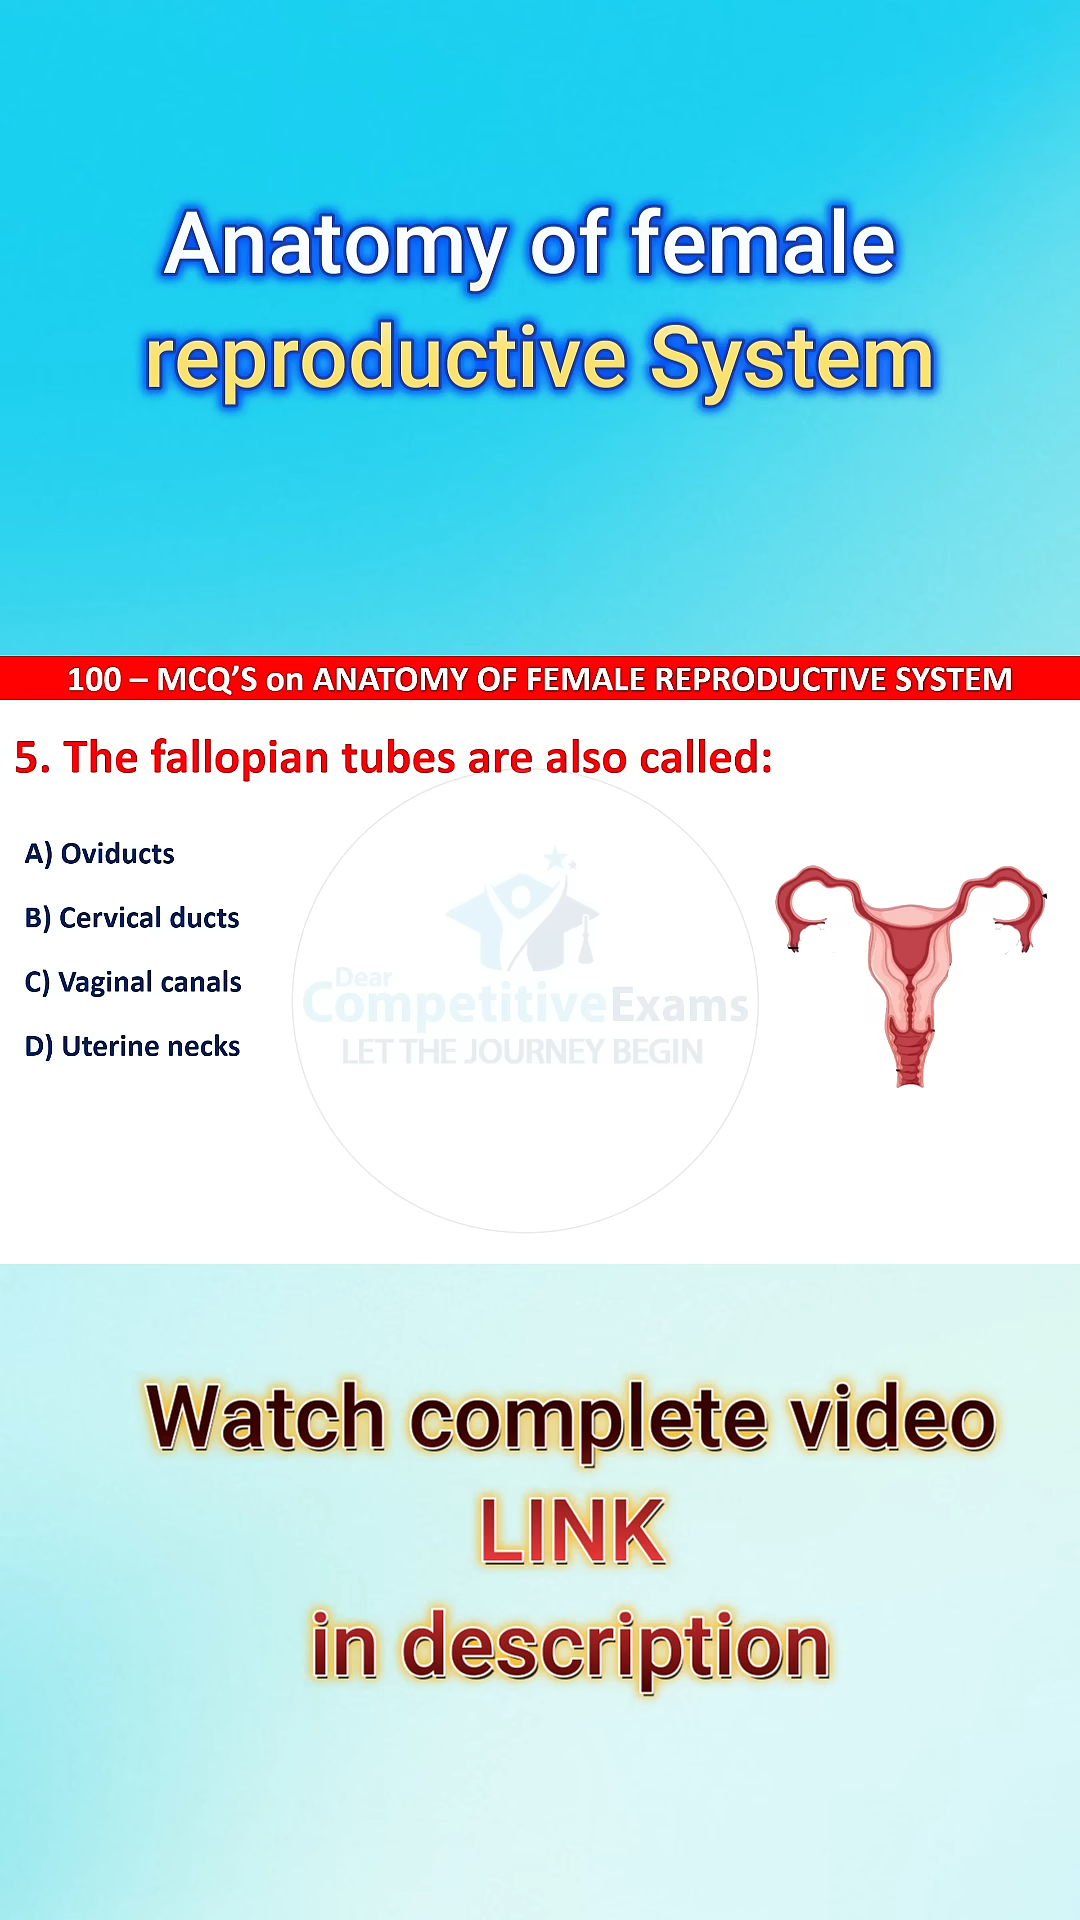 Anatomy of female
reproductive System
100 – MCQ’S on ANATOMY OF FEMALE REPRODUCTIVE SYSTEM
5. The fallopian tubes are also called:
A) Oviducts
B) Cervical ducts
C) Vaginal canals
D) Uterine necks
Dear
CompetitiveExams
LET THE JOURNEY BEGIN
Watch complete video
LINK
in description